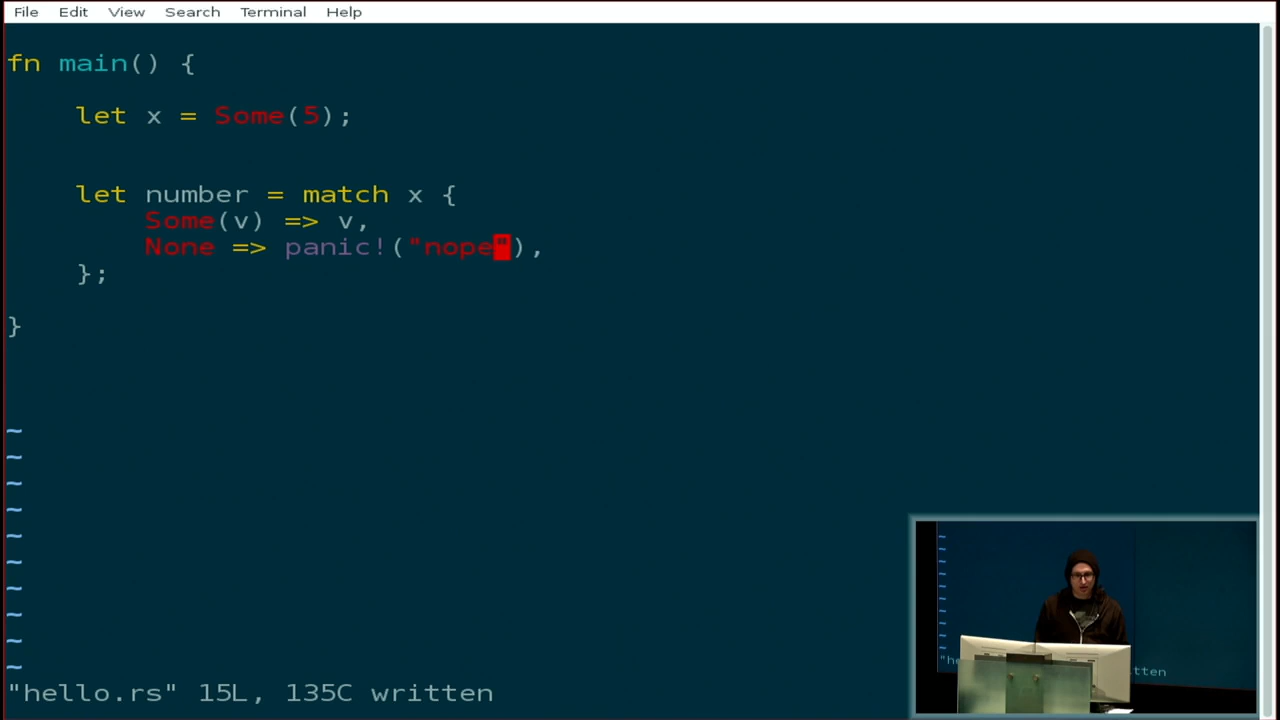 File Edit View Search Terminal Help
fn main() {
let x = Some(5);
let number = match x {
Some(v) => v,
None => panic!("nope"),
};
}
~
~
~
~
~
~
~
~
~
~
"hello.rs" 15L, 135C written